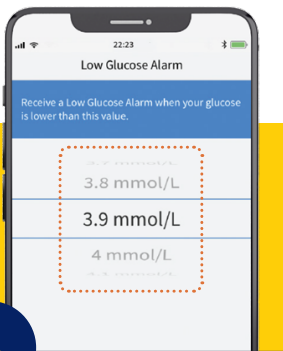 22:23
Low Glucose Alarm
Receive a Low Glucose Alarm when your glucose
is lower than this value.
3.8 mmol/L
3.9 mmol/L
4 mmol/L